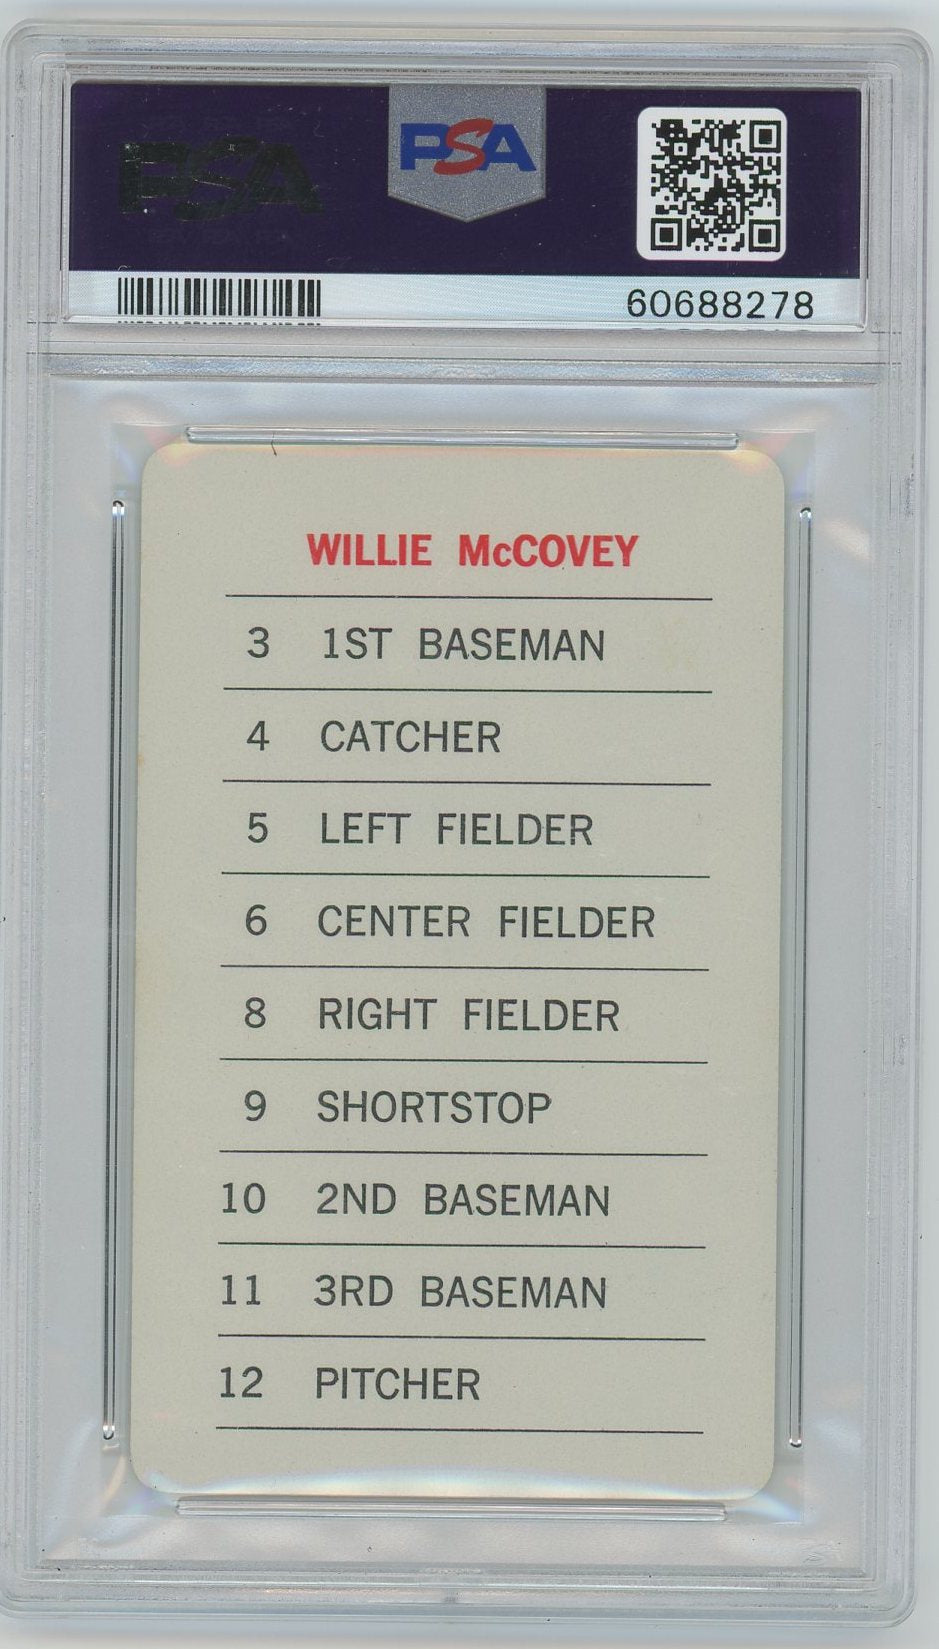 PSA
PSA
60688278
WILLIE McCOVEY
3 1ST BASEMAN
4 CATCHER
5 LEFT FIELDER
6 CENTER FIELDER
8 RIGHT FIELDER
9 SHORTSTOP
10 2ND BASEMAN
11 3RD BASEMAN
12 PITCHER